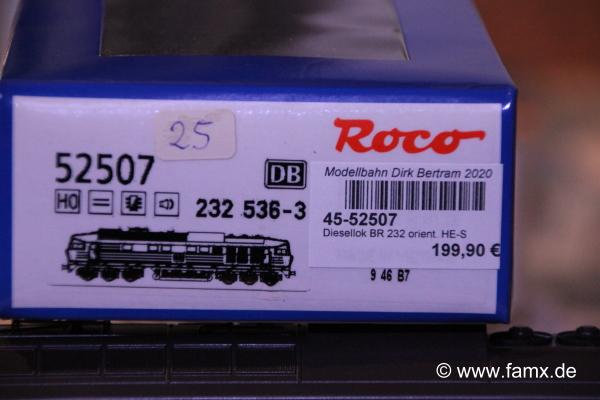 25
Roco
52507
DB
H0
232 536-3
Modellbahn Dirk Bertram 2020
45-52507
Diesellok BR 232 orient. HE-S
199,90 €
9 46 B7
© www.famx.de